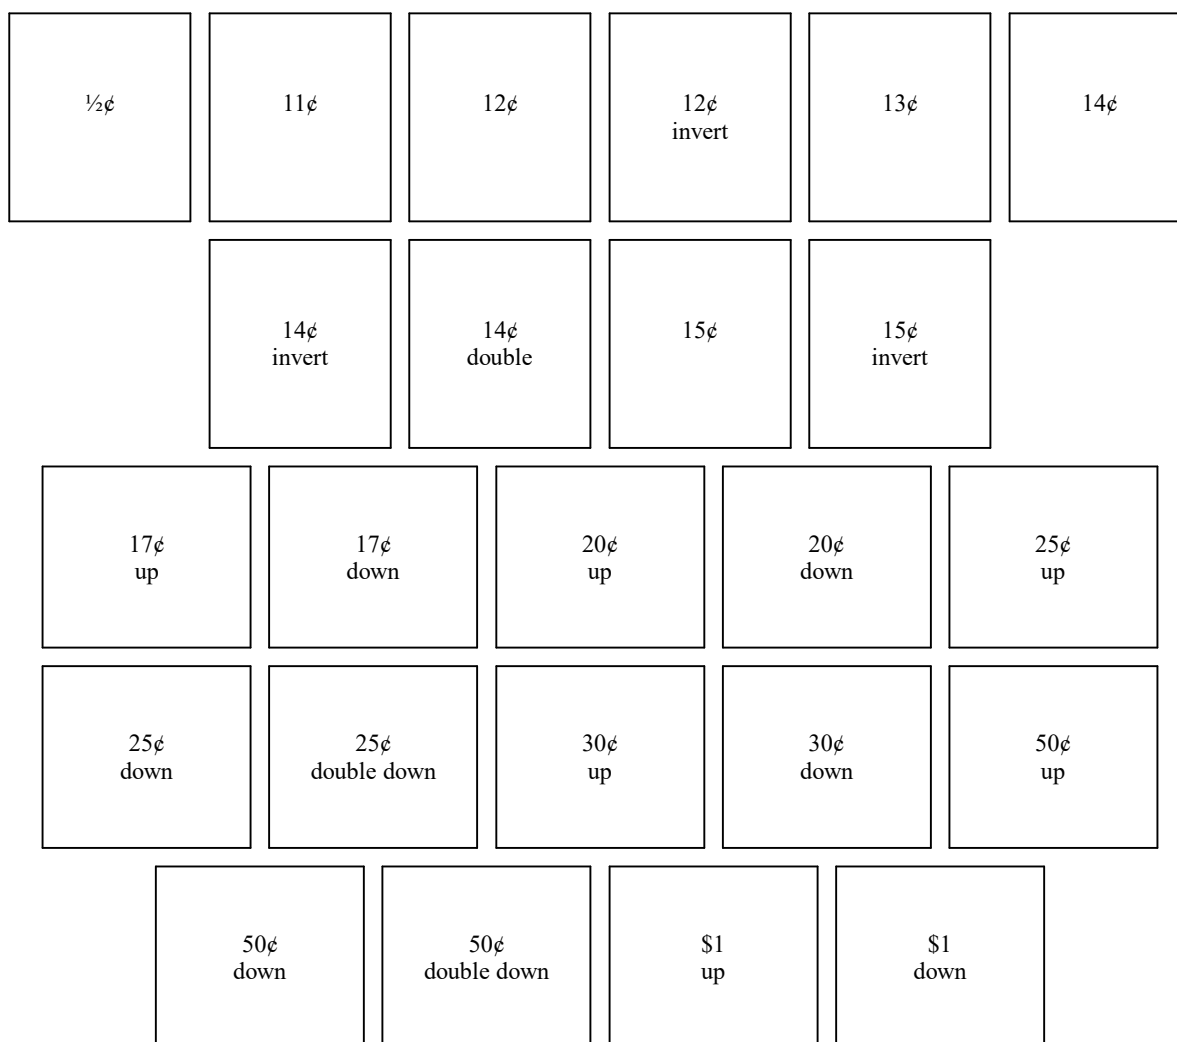 ½¢
11¢
12¢
12¢
invert
13¢
14¢
14¢
invert
14¢
double
15¢
15¢
invert
17¢
up
17¢
down
20¢
up
20¢
down
25¢
up
25¢
down
25¢
double down
30¢
up
30¢
down
50¢
up
50¢
down
50¢
double down
$1
up
$1
down